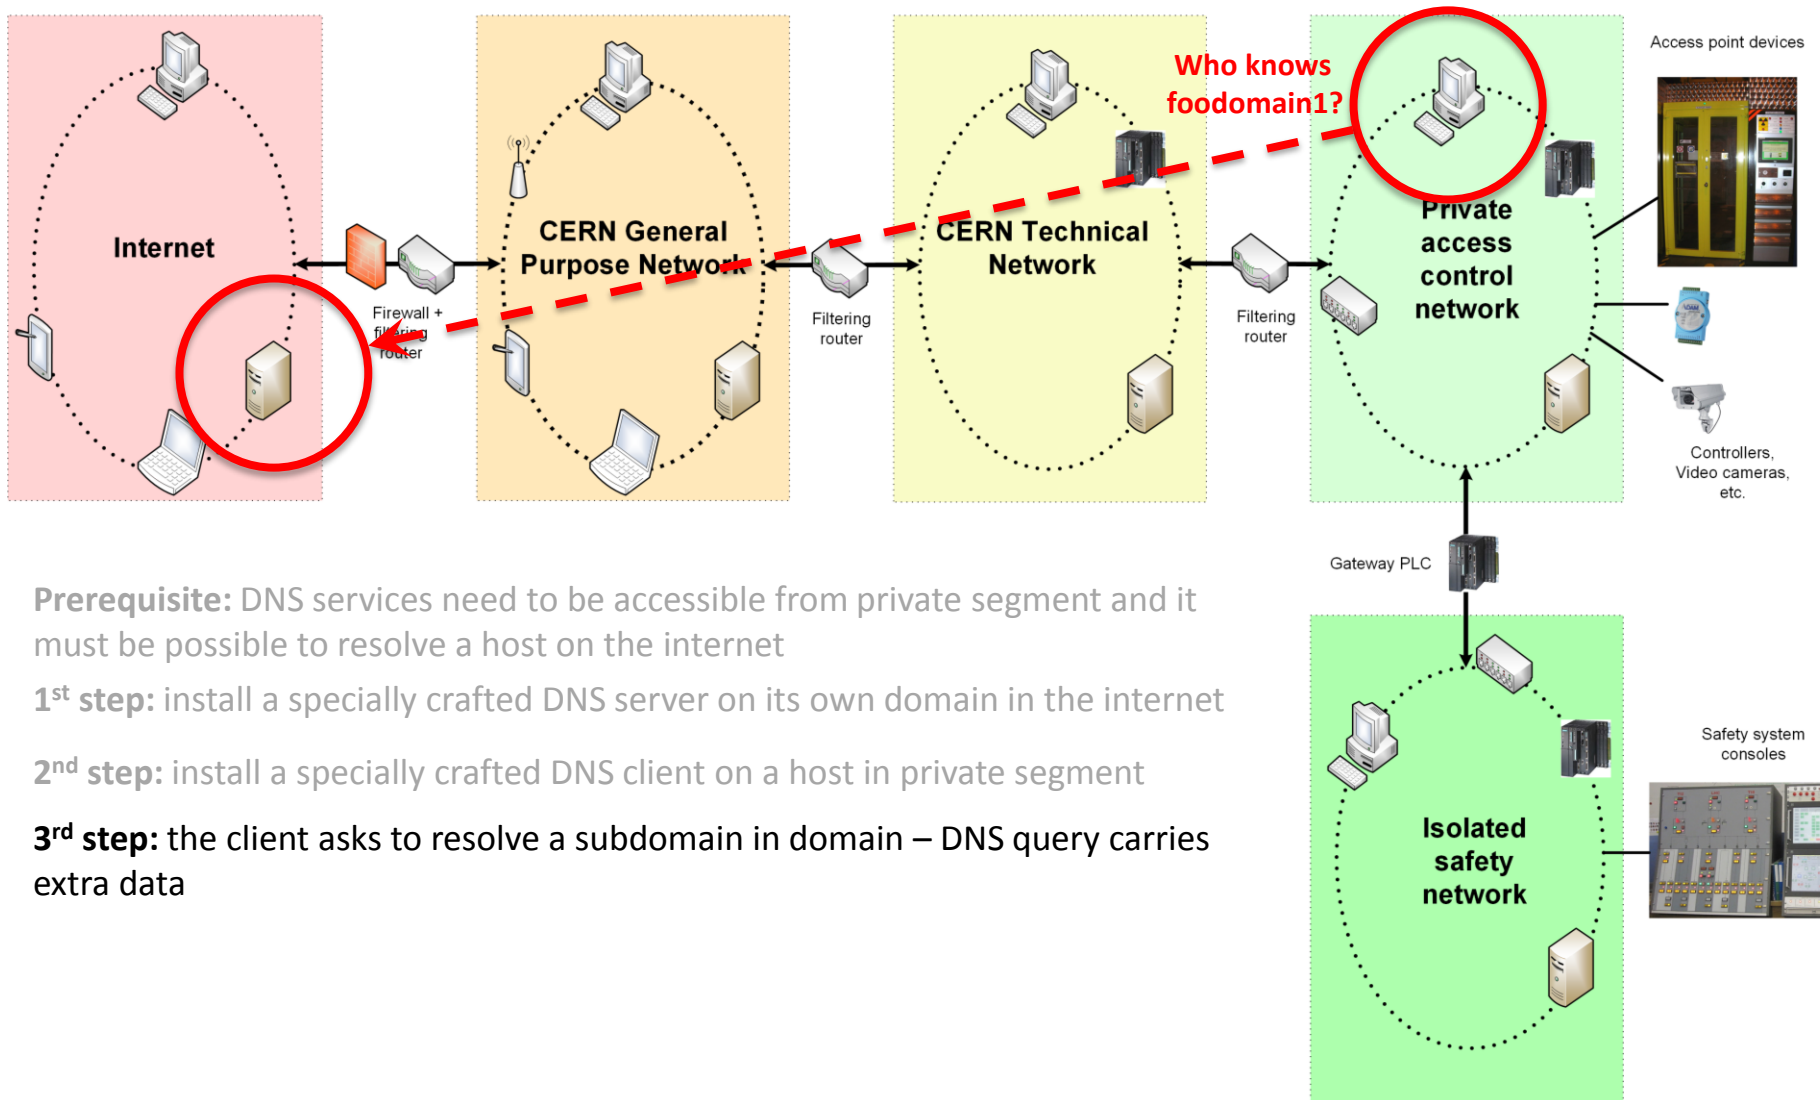 Access point devices
Who knows
foodomain1?
Internet
CERN General
Purpose Network
CERN Technical
Network
Private
access
control
network
Firewall +
filtering
router
Filtering
router
Filtering
router
Controllers,
Video cameras,
etc.
Gateway PLC
Prerequisite: DNS services need to be accessible from private segment and it
must be possible to resolve a host on the internet
1st step: install a specially crafted DNS server on its own domain in the internet
2nd step: install a specially crafted DNS client on a host in private segment
3rd step: the client asks to resolve a subdomain in domain – DNS query carries
extra data
Isolated
safety
network
Safety system
consoles